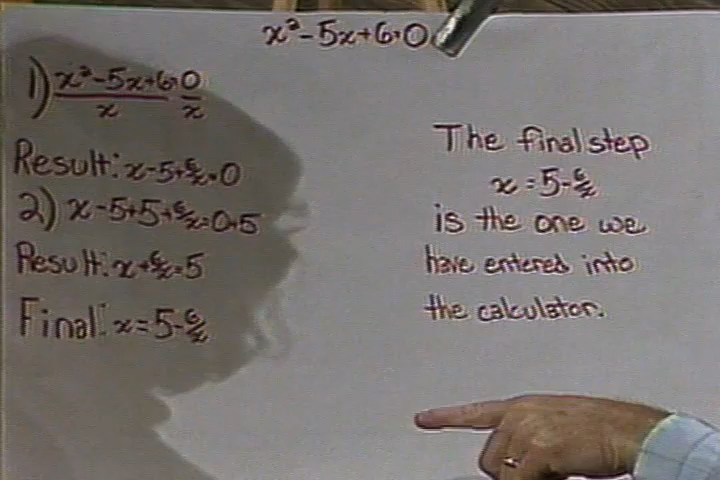 x²-5x+6=0
1) x²-5x+6=0
x x
Result: x-5+6/x=0
2) x-5+5+6/x=0+5
Result: x+6/x=5
Final: x=5-6/x
The final step
x=5-6/x
is the one we
have entered into
the calculator.